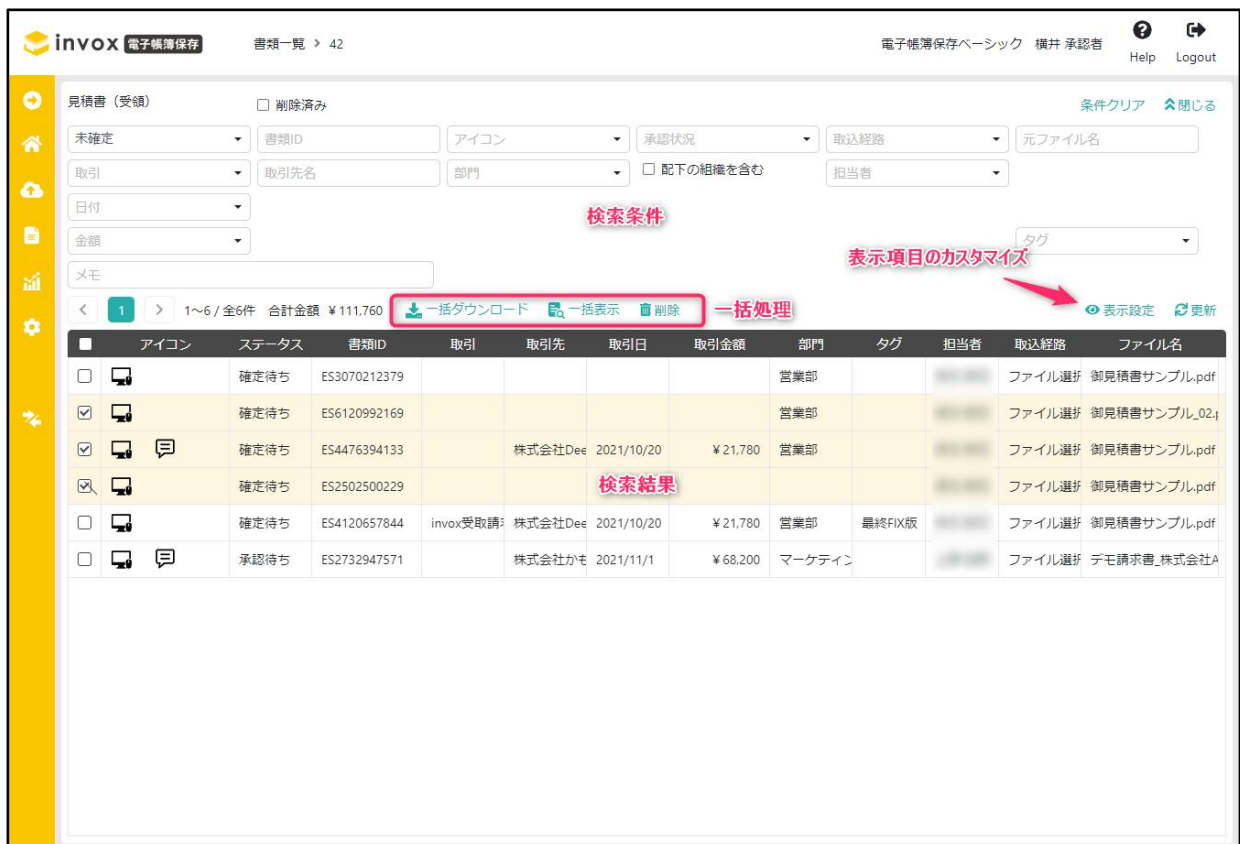 invox 電子帳簿保存 書類一覧 > 42 電子帳簿保存ベーシック 横井 承認者 Help Logout
見積書（受領） 削除済み 条件クリア 閉じる
未確定 書類ID アイコン 承認状況 取込経路 元ファイル名
取引 取引先名 部門 配下の組織を含む 担当者
日付
検索条件
金額 タグ
表示項目のカスタマイズ
メモ
< 1 > 1～6 / 全6件 合計金額 ¥111,760 一括ダウンロード 一括表示 削除 一括処理 表示設定 更新
アイコン ステータス 書類ID 取引 取引先 取引日 取引金額 部門 タグ 担当者 取込経路 ファイル名
確定待ち ES3070212379 営業部 ファイル選択 御見積書サンプル.pdf
確定待ち ES6120992169 営業部 ファイル選択 御見積書サンプル_02.p
確定待ち ES4476394133 株式会社Dee 2021/10/20 ¥21,780 営業部 ファイル選択 御見積書サンプル.pdf
確定待ち ES2502500229 検索結果 ファイル選択 御見積書サンプル.pdf
確定待ち ES4120657844 invox受取請求 株式会社Dee 2021/10/20 ¥21,780 営業部 最終FIX版 ファイル選択 御見積書サンプル.pdf
承認待ち ES2732947571 株式会社かも 2021/11/1 ¥68,200 マーケティン ファイル選択 デモ請求書_株式会社A